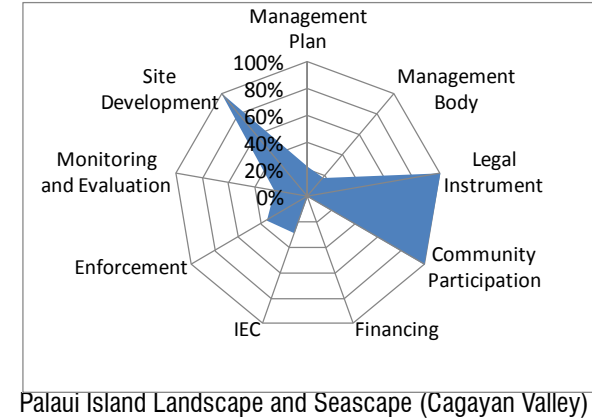 Management
Plan
Management
Body
Legal
Instrument
Community
Participation
Financing
IEC
Enforcement
Monitoring
and Evaluation
Site
Development
100%
80%
60%
40%
20%
0%
Palaui Island Landscape and Seascape (Cagayan Valley)